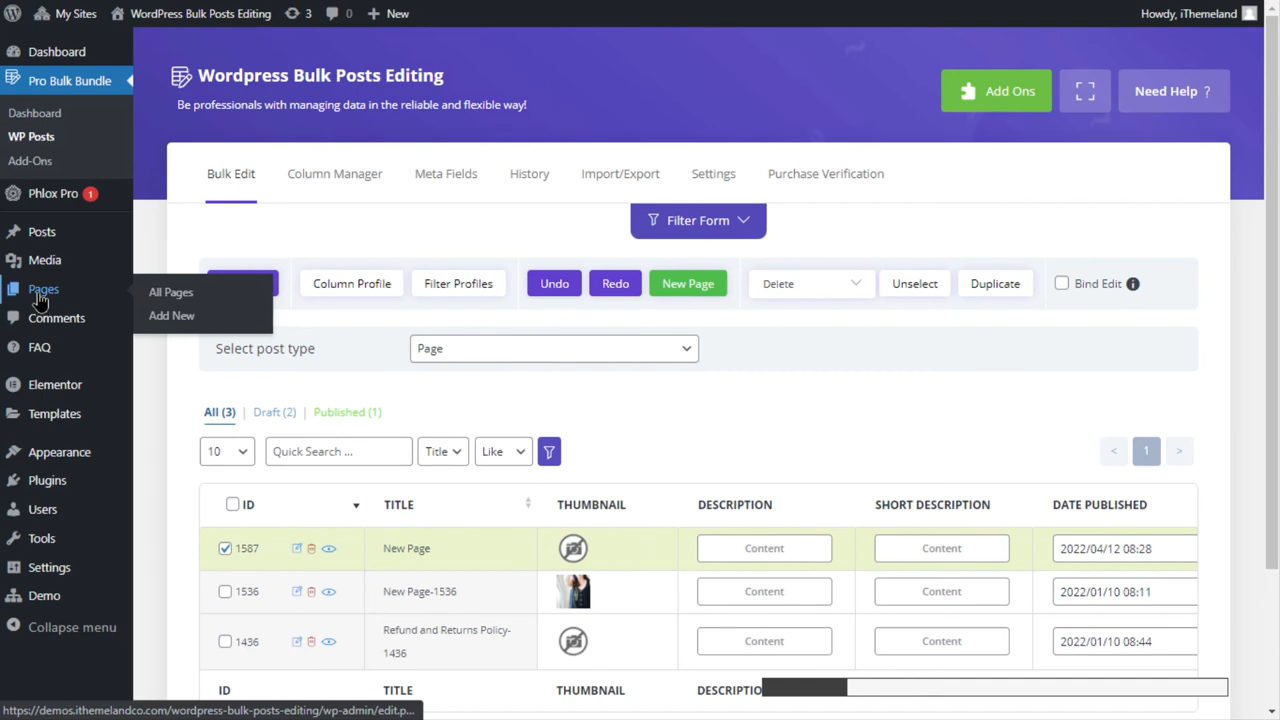 My Sites WordPress Bulk Posts Editing 3 0 New Howdy, iThemeland
Dashboard
Pro Bulk Bundle
Dashboard
WP Posts
Add-Ons
Phlox Pro 1
Posts
Media
Pages
Comments
FAQ
Elementor
Templates
Appearance
Plugins
Users
Tools
Settings
Demo
Collapse menu
All Pages
Add New
Wordpress Bulk Posts Editing
Be professionals with managing data in the reliable and flexible way!
Add Ons Need Help ?
Bulk Edit Column Manager Meta Fields History Import/Export Settings Purchase Verification
Filter Form
Column Profile Filter Profiles Undo Redo New Page Delete Unselect Duplicate Bind Edit
Select post type Page
All (3) | Draft (2) | Published (1)
10 Quick Search ... Title Like < 1 >
ID TITLE THUMBNAIL DESCRIPTION SHORT DESCRIPTION DATE PUBLISHED
1587 New Page Content Content 2022/04/12 08:28
1536 New Page-1536 Content Content 2022/01/10 08:11
1436 Refund and Returns Policy-
1436 Content Content 2022/01/10 08:44
ID TITLE THUMBNAIL DESCRIPTIO
https://demos.ithemelandco.com/wordpress-bulk-posts-editing/wp-admin/edit.p...